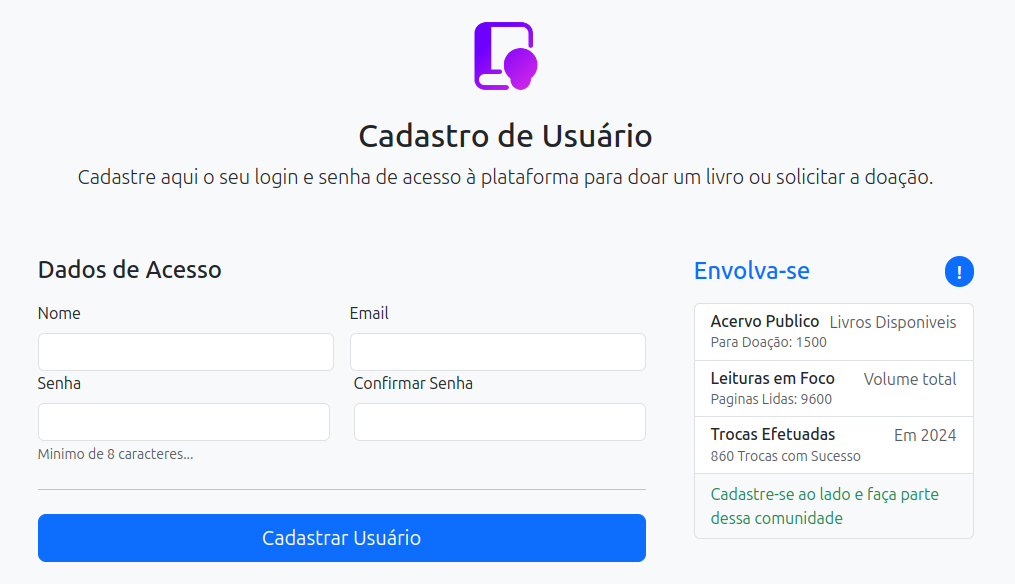 Cadastro de Usuário
Cadastre aqui o seu login e senha de acesso à plataforma para doar um livro ou solicitar a doação.
Dados de Acesso
Nome
Email
Senha
Confirmar Senha
Minimo de 8 caracteres...
Cadastrar Usuário
Envolva-se
!
Acervo Publico Livros Disponiveis
Para Doação: 1500
Leituras em Foco Volume total
Paginas Lidas: 9600
Trocas Efetuadas Em 2024
860 Trocas com Sucesso
Cadastre-se ao lado e faça parte
dessa comunidade